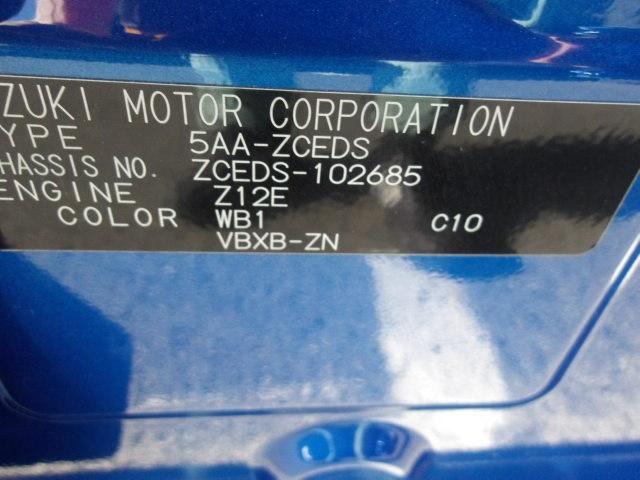 ZUKI MOTOR CORPORATION
YPE 5AA-ZCEDS
HASSIS NO. ZCEDS-102685
ENGINE Z12E
COLOR WB1 C10
VBXB-ZN